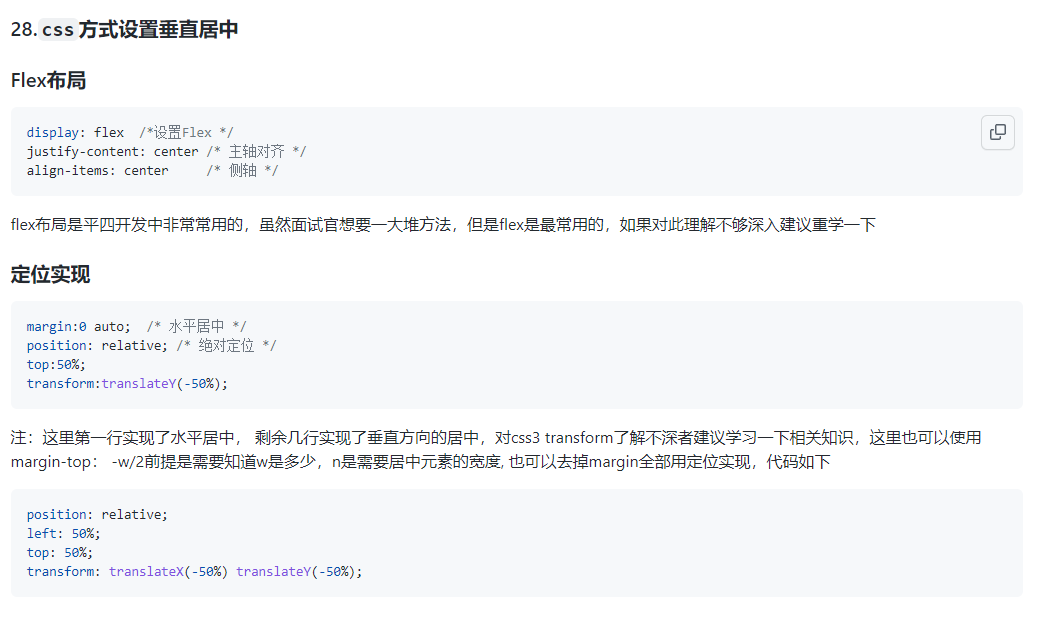 28. css 方式设置垂直居中
Flex布局
display: flex  /*设置Flex */
justify-content: center /* 主轴对齐 */
align-items: center     /* 侧轴 */
flex布局是平四开发中非常常用的，虽然面试官想要一大堆方法，但是flex是最常用的，如果对此理解不够深入建议重学一下
定位实现
margin:0 auto;  /* 水平居中 */
position: relative; /* 绝对定位 */
top:50%;
transform:translateY(-50%);
注：这里第一行实现了水平居中， 剩余几行实现了垂直方向的居中，对css3 transform了解不深者建议学习一下相关知识，这里也可以使用
margin-top： -w/2前提是需要知道w是多少，n是需要居中元素的宽度, 也可以去掉margin全部用定位实现，代码如下
position: relative;
left: 50%;
top: 50%;
transform: translateX(-50%) translateY(-50%);